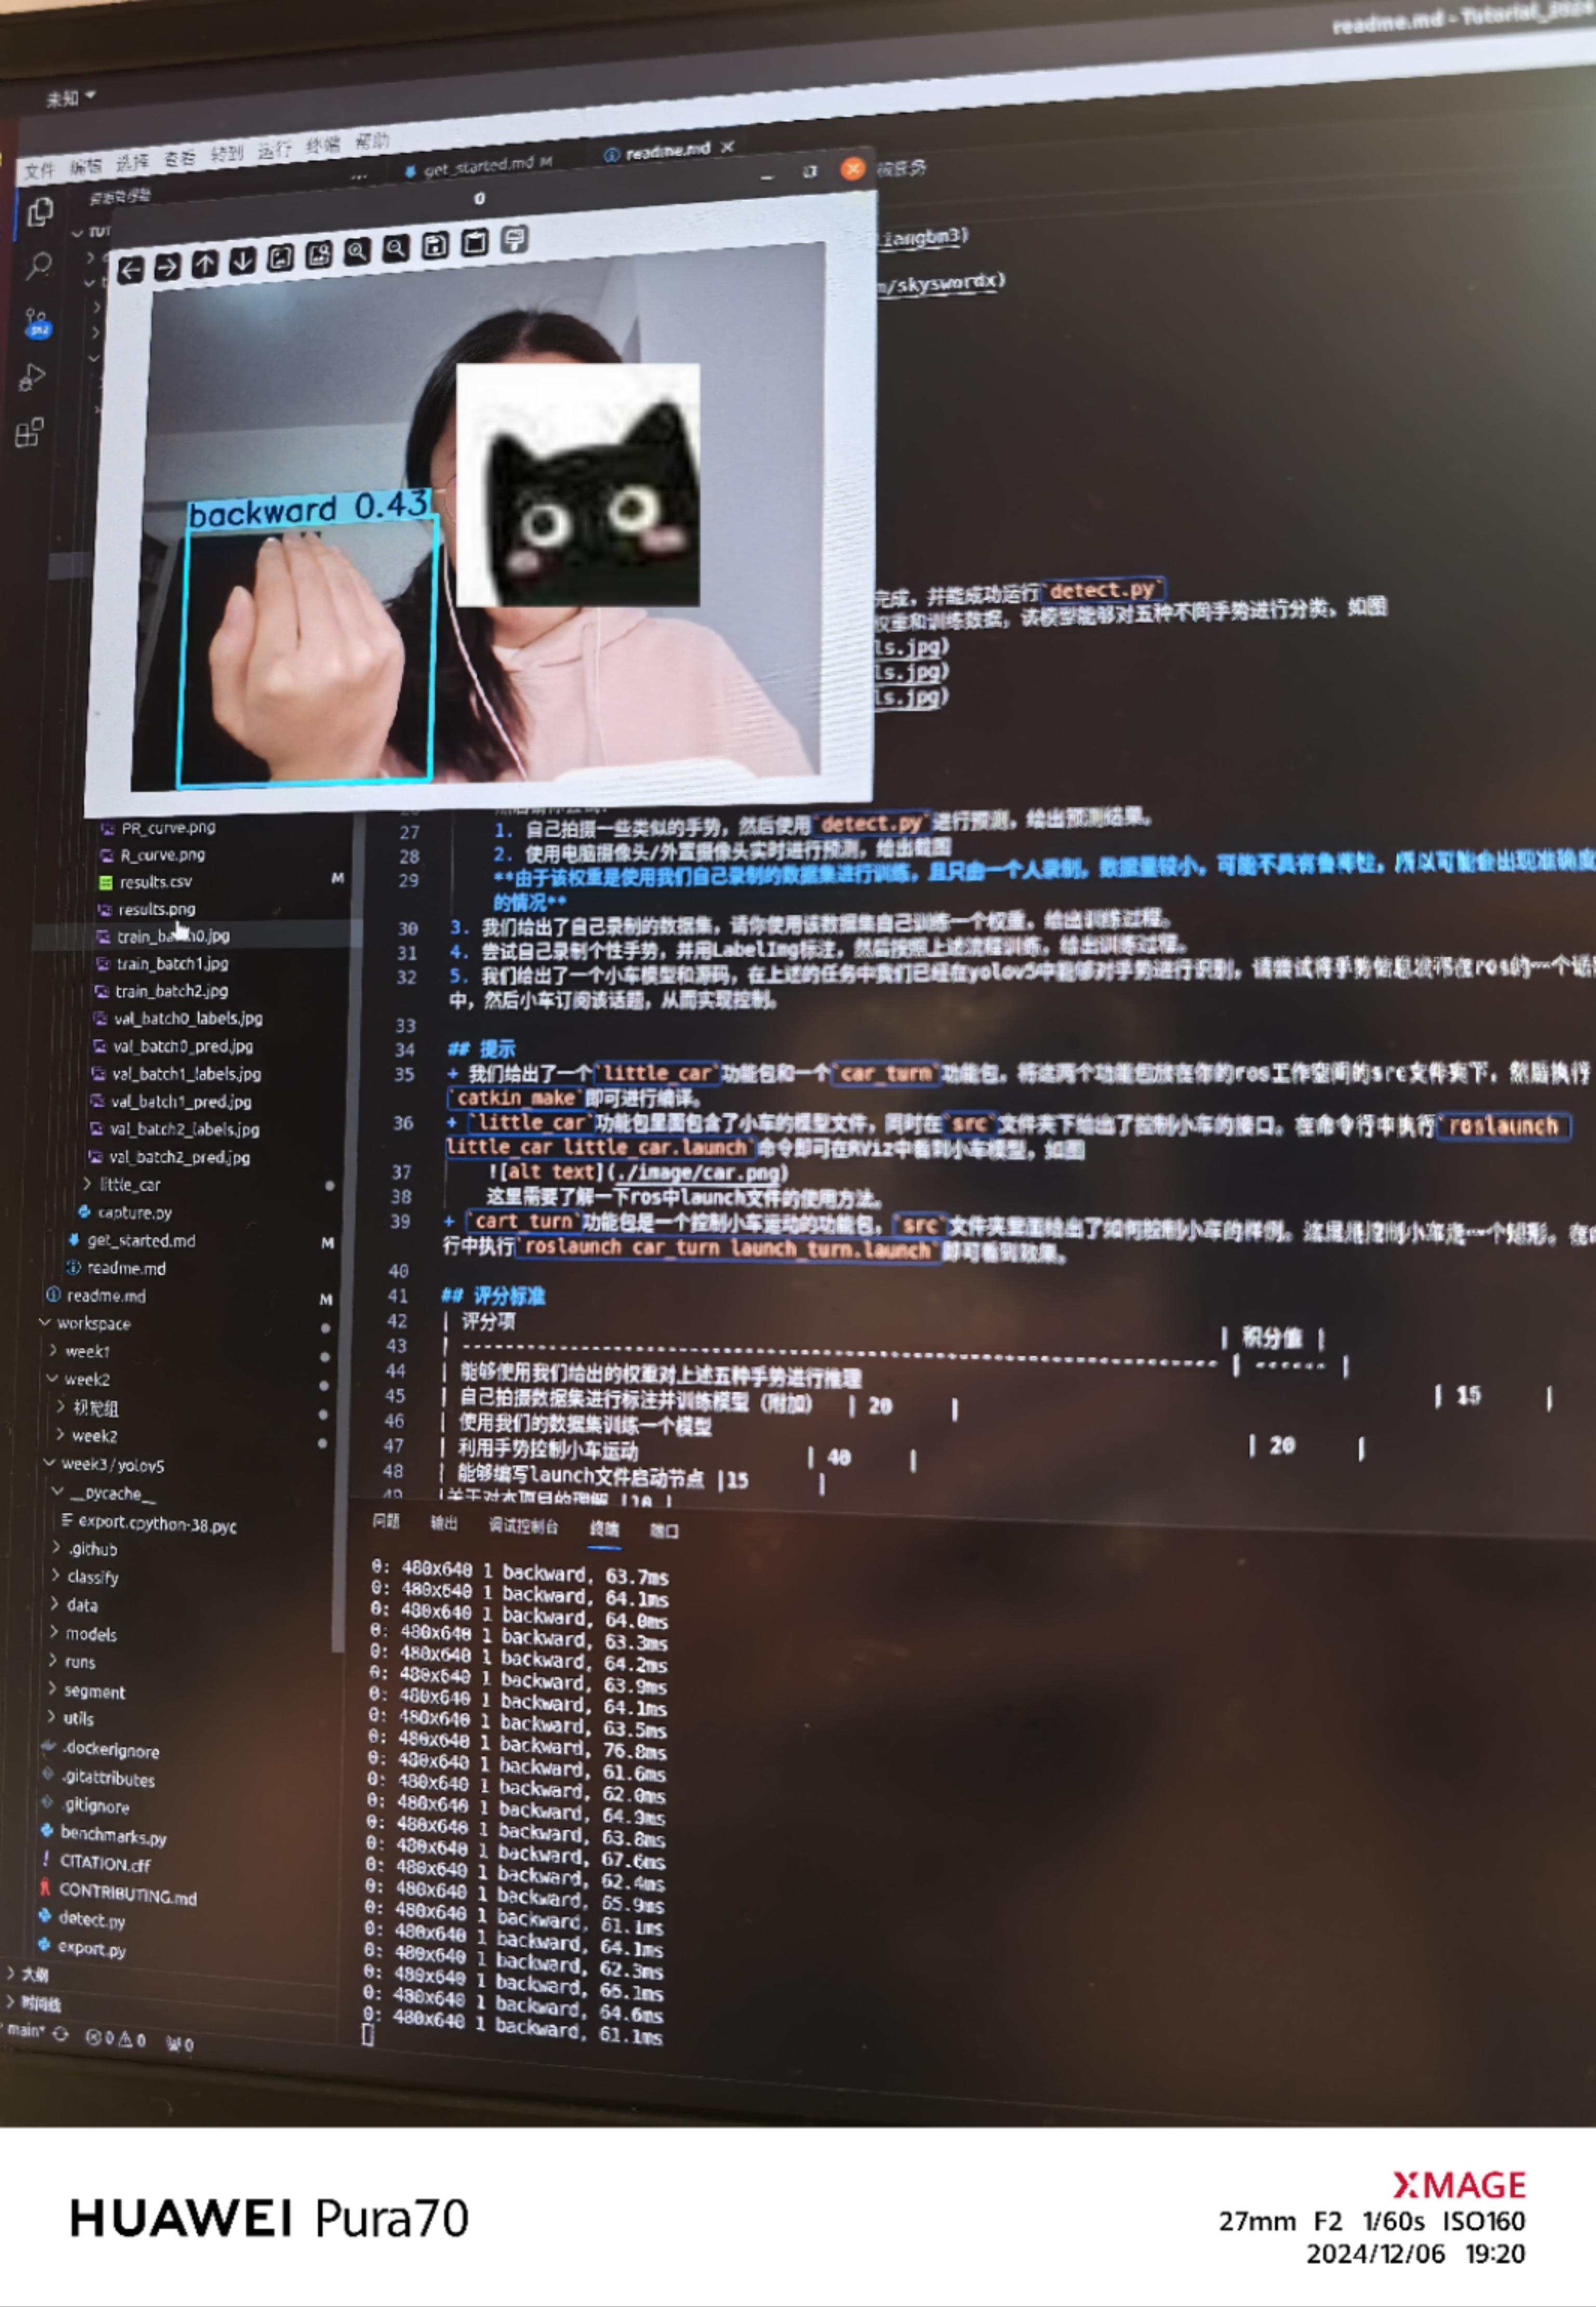 readme.md - Tutorial_2024
未知
文件 编辑 选择 查看 转到 运行 终端 帮助
资源管理器
get_started.md M
readme.md
0
iangbm3)
m/skyswordx)
backward 0.43
完成，并能成功运行`detect.py`
权重和训练数据，该模型能够对五种不同手势进行分类，如图
ls.jpg)
ls.jpg)
ls.jpg)
PR_curve.png
R_curve.png
results.csv M
results.png
train_batch0.jpg
train_batch1.jpg
train_batch2.jpg
val_batch0_labels.jpg
val_batch0_pred.jpg
val_batch1_labels.jpg
val_batch1_pred.jpg
val_batch2_labels.jpg
val_batch2_pred.jpg
little_car
capture.py
get_started.md M
readme.md
readme.md M
workspace
week1
week2
视觉组
week2
week3/yolov5
__pycache__
export.cpython-38.pyc
.github
classify
data
models
runs
segment
utils
.dockerignore
.gitattributes
.gitignore
benchmarks.py
CITATION.cff
CONTRIBUTING.md
detect.py
export.py
大纲
时间线
main* 0 0 0
27 1. 自己拍摄一些类似的手势，然后使用`detect.py`进行预测，给出预测结果。
28 2. 使用电脑摄像头/外置摄像头实时进行预测，给出截图
29 **由于该权重是使用我们自己录制的数据集进行训练，且只由一个人录制，数据量较小，可能不具有鲁棒性，所以可能会出现准确度
的情况**
30 3. 我们给出了自己录制的数据集，请你使用该数据集自己训练一个权重，给出训练过程。
31 4. 尝试自己录制个性手势，并用LabelImg标注，然后按照上述流程训练，给出训练过程。
32 5. 我们给出了一个小车模型和源码，在上述的任务中我们已经在yolov5中能够对手势进行识别，请尝试将手势信息发布在ros的一个话
中，然后小车订阅该话题，从而实现控制。
33
34 ## 提示
35 + 我们给出了一个`little_car`功能包和一个`car_turn`功能包，将这两个功能包放在你的ros工作空间的src文件夹下，然后执行
`catkin_make`即可进行编译。
36 + `little_car`功能包里面包含了小车的模型文件，同时在`src`文件夹下给出了控制小车的接口。在命令行中执行`roslaunch
little_car little_car.launch`命令即可在RViz中看到小车模型，如图
37 ![alt text](./image/car.png)
38 这里需要了解一下ros中launch文件的使用方法。
39 + `cart_turn`功能包是一个控制小车运动的功能包，`src`文件夹里面给出了如何控制小车的样例。这里是控制小车走一个矩形。在
行中执行`roslaunch car_turn launch_turn.launch`即可看到效果。
40
41 ## 评分标准
42 | 评分项 | 积分值 |
43 | ------ | ------ |
44 | 能够使用我们给出的权重对上述五种手势进行推理 | 15 |
45 | 自己拍摄数据集进行标注并训练模型（附加） | 20 |
46 | 使用我们的数据集训练一个模型 | 20 |
47 | 利用手势控制小车运动 | 40 |
48 | 能够编写launch文件启动节点 |15 |
49 |关于对本项目的理解 |10 |
问题 输出 调试控制台 终端 端口
0: 480x640 1 backward, 63.7ms
0: 480x640 1 backward, 64.1ms
0: 480x640 1 backward, 64.0ms
0: 480x640 1 backward, 63.3ms
0: 480x640 1 backward, 64.2ms
0: 480x640 1 backward, 63.9ms
0: 480x640 1 backward, 64.1ms
0: 480x640 1 backward, 63.5ms
0: 480x640 1 backward, 76.8ms
0: 480x640 1 backward, 61.6ms
0: 480x640 1 backward, 62.0ms
0: 480x640 1 backward, 64.9ms
0: 480x640 1 backward, 63.8ms
0: 480x640 1 backward, 67.6ms
0: 480x640 1 backward, 62.4ms
0: 480x640 1 backward, 65.9ms
0: 480x640 1 backward, 61.1ms
0: 480x640 1 backward, 64.1ms
0: 480x640 1 backward, 62.3ms
0: 480x640 1 backward, 65.1ms
0: 480x640 1 backward, 64.6ms
0: 480x640 1 backward, 61.1ms
HUAWEI Pura70
XMAGE
27mm F2 1/60s ISO160
2024/12/06 19:20